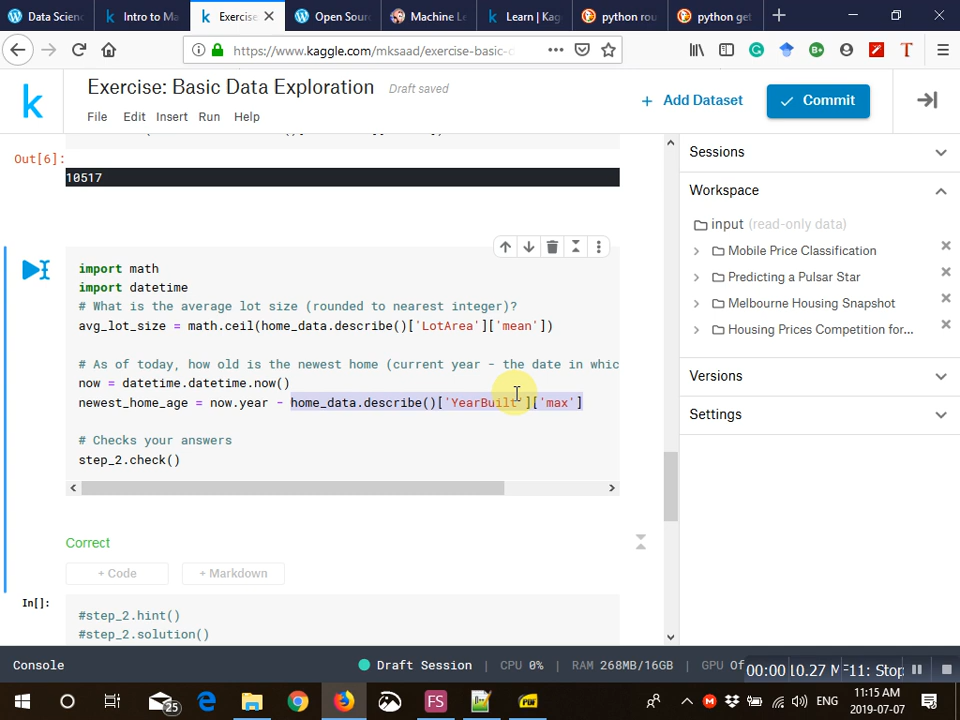 Data Scien
Intro to Ma
Exercise:
Open Sour
Machine Le
Learn | Kag
python rou
python get
https://www.kaggle.com/mksaad/exercise-basic-c
Exercise: Basic Data Exploration
Draft saved
File Edit Insert Run Help
+ Add Dataset
Commit
Out[6]:
10517
import math
import datetime
# What is the average lot size (rounded to nearest integer)?
avg_lot_size = math.ceil(home_data.describe()['LotArea']['mean'])
# As of today, how old is the newest home (current year - the date in whic
now = datetime.datetime.now()
newest_home_age = now.year - home_data.describe()['YearBuilt']['max']
# Checks your answers
step_2.check()
Correct
+ Code
+ Markdown
In[]:
#step_2.hint()
#step_2.solution()
Sessions
Workspace
input (read-only data)
Mobile Price Classification
Predicting a Pulsar Star
Melbourne Housing Snapshot
Housing Prices Competition for...
Versions
Settings
Console
Draft Session | CPU 0% | RAM 268MB/16GB | GPU Of
00:00:10.27 M F11: Stop
25
ENG
11:15 AM
2019-07-07